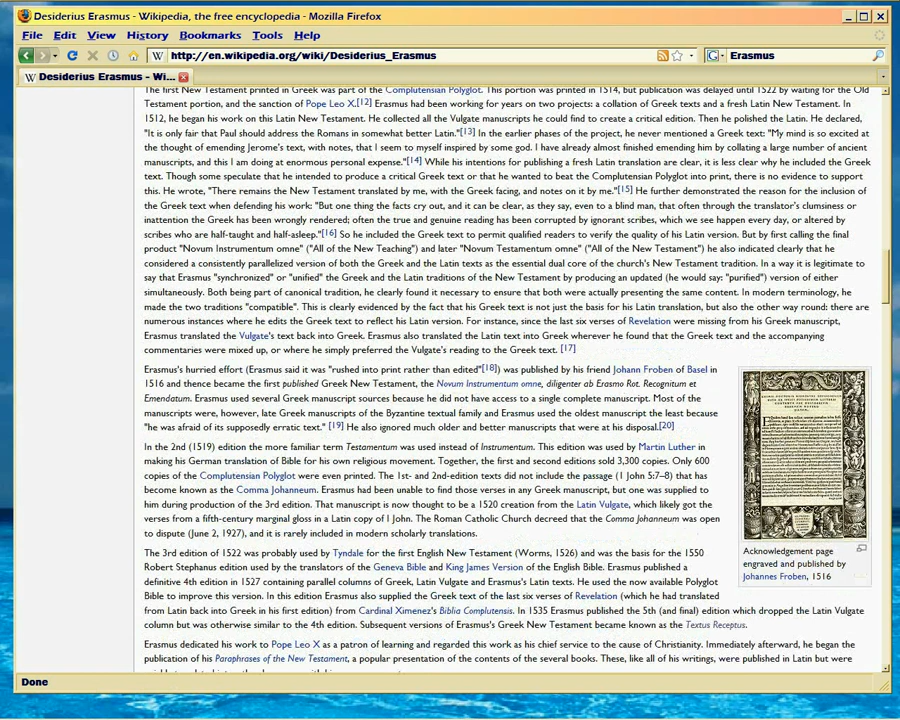 Desiderius Erasmus - Wikipedia, the free encyclopedia - Mozilla Firefox
File Edit View History Bookmarks Tools Help
W http://en.wikipedia.org/wiki/Desiderius_Erasmus G Erasmus
W Desiderius Erasmus - Wi...
The first New Testament printed in Greek was part of the Complutensian Polyglot. This portion was printed in 1514, but publication was delayed until 1522 by waiting for the Old
Testament portion, and the sanction of Pope Leo X.[12] Erasmus had been working for years on two projects: a collation of Greek texts and a fresh Latin New Testament. In
1512, he began his work on this Latin New Testament. He collected all the Vulgate manuscripts he could find to create a critical edition. Then he polished the Latin. He declared,
"It is only fair that Paul should address the Romans in somewhat better Latin."[13] In the earlier phases of the project, he never mentioned a Greek text: "My mind is so excited at
the thought of emending Jerome's text, with notes, that I seem to myself inspired by some god. I have already almost finished emending him by collating a large number of ancient
manuscripts, and this I am doing at enormous personal expense."[14] While his intentions for publishing a fresh Latin translation are clear, it is less clear why he included the Greek
text. Though some speculate that he intended to produce a critical Greek text or that he wanted to beat the Complutensian Polyglot into print, there is no evidence to support
this. He wrote, "There remains the New Testament translated by me, with the Greek facing, and notes on it by me."[15] He further demonstrated the reason for the inclusion of
the Greek text when defending his work: "But one thing the facts cry out, and it can be clear, as they say, even to a blind man, that often through the translator's clumsiness or
inattention the Greek has been wrongly rendered; often the true and genuine reading has been corrupted by ignorant scribes, which we see happen every day, or altered by
scribes who are half-taught and half-asleep."[16] So he included the Greek text to permit qualified readers to verify the quality of his Latin version. But by first calling the final
product "Novum Instrumentum omne" ("All of the New Teaching") and later "Novum Testamentum omne" ("All of the New Testament") he also indicated clearly that he
considered a consistently parallelized version of both the Greek and the Latin texts as the essential dual core of the church's New Testament tradition. In a way it is legitimate to
say that Erasmus "synchronized" or "unified" the Greek and the Latin traditions of the New Testament by producing an updated (he would say: "purified") version of either
simultaneously. Both being part of canonical tradition, he clearly found it necessary to ensure that both were actually presenting the same content. In modern terminology, he
made the two traditions "compatible". This is clearly evidenced by the fact that his Greek text is not just the basis for his Latin translation, but also the other way round: there are
numerous instances where he edits the Greek text to reflect his Latin version. For instance, since the last six verses of Revelation were missing from his Greek manuscript,
Erasmus translated the Vulgate's text back into Greek. Erasmus also translated the Latin text into Greek wherever he found that the Greek text and the accompanying
commentaries were mixed up, or where he simply preferred the Vulgate's reading to the Greek text. [17]
Erasmus's hurried effort (Erasmus said it was "rushed into print rather than edited"[18]) was published by his friend Johann Froben of Basel in
1516 and thence became the first published Greek New Testament, the Novum Instrumentum omne, diligenter ab Erasmo Rot. Recognitum et
Emendatum. Erasmus used several Greek manuscript sources because he did not have access to a single complete manuscript. Most of the
manuscripts were, however, late Greek manuscripts of the Byzantine textual family and Erasmus used the oldest manuscript the least because
"he was afraid of its supposedly erratic text." [19] He also ignored much older and better manuscripts that were at his disposal.[20]
In the 2nd (1519) edition the more familiar term Testamentum was used instead of Instrumentum. This edition was used by Martin Luther in
making his German translation of Bible for his own religious movement. Together, the first and second editions sold 3,300 copies. Only 600
copies of the Complutensian Polyglot were even printed. The 1st- and 2nd-edition texts did not include the passage (1 John 5:7–8) that has
become known as the Comma Johanneum. Erasmus had been unable to find those verses in any Greek manuscript, but one was supplied to
him during production of the 3rd edition. That manuscript is now thought to be a 1520 creation from the Latin Vulgate, which likely got the
verses from a fifth-century marginal gloss in a Latin copy of I John. The Roman Catholic Church decreed that the Comma Johanneum was open
to dispute (June 2, 1927), and it is rarely included in modern scholarly translations.
The 3rd edition of 1522 was probably used by Tyndale for the first English New Testament (Worms, 1526) and was the basis for the 1550
Robert Stephanus edition used by the translators of the Geneva Bible and King James Version of the English Bible. Erasmus published a
definitive 4th edition in 1527 containing parallel columns of Greek, Latin Vulgate and Erasmus's Latin texts. He used the now available Polyglot
Bible to improve this version. In this edition Erasmus also supplied the Greek text of the last six verses of Revelation (which he had translated
from Latin back into Greek in his first edition) from Cardinal Ximenez's Biblia Complutensis. In 1535 Erasmus published the 5th (and final) edition which dropped the Latin Vulgate
column but was otherwise similar to the 4th edition. Subsequent versions of Erasmus's Greek New Testament became known as the Textus Receptus.
Erasmus dedicated his work to Pope Leo X as a patron of learning and regarded this work as his chief service to the cause of Christianity. Immediately afterward, he began the
publication of his Paraphrases of the New Testament, a popular presentation of the contents of the several books. These, like all of his writings, were published in Latin but were
Acknowledgement page
engraved and published by
Johannes Froben, 1516
Done